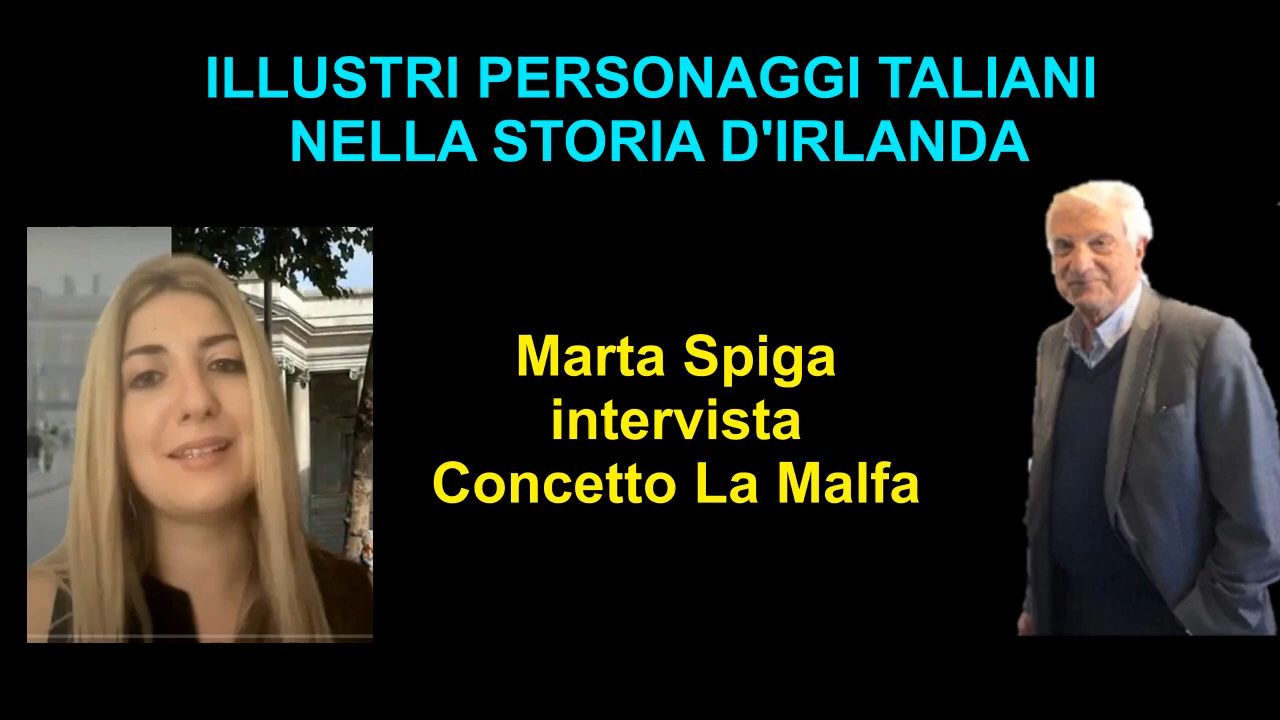 ILLUSTRI PERSONAGGI TALIANI
NELLA STORIA D'IRLANDA
Marta Spiga
intervista
Concetto La Malfa